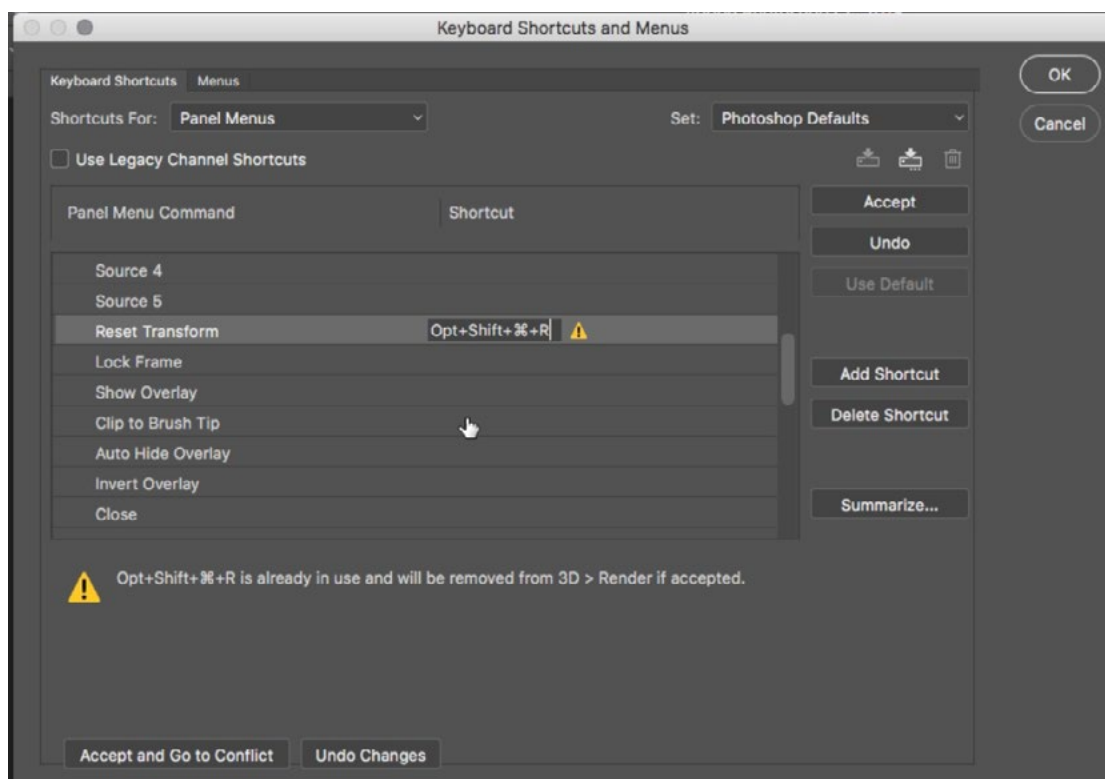 Keyboard Shortcuts and Menus
Keyboard Shortcuts Menus
OK
Shortcuts For: Panel Menus Set: Photoshop Defaults
Cancel
Use Legacy Channel Shortcuts
Panel Menu Command Shortcut
Accept
Undo
Use Default
Source 4
Source 5
Reset Transform Opt+Shift+⌘+R
Lock Frame
Show Overlay
Clip to Brush Tip
Auto Hide Overlay
Invert Overlay
Close
Add Shortcut
Delete Shortcut
Summarize...
Opt+Shift+⌘+R is already in use and will be removed from 3D > Render if accepted.
Accept and Go to Conflict Undo Changes